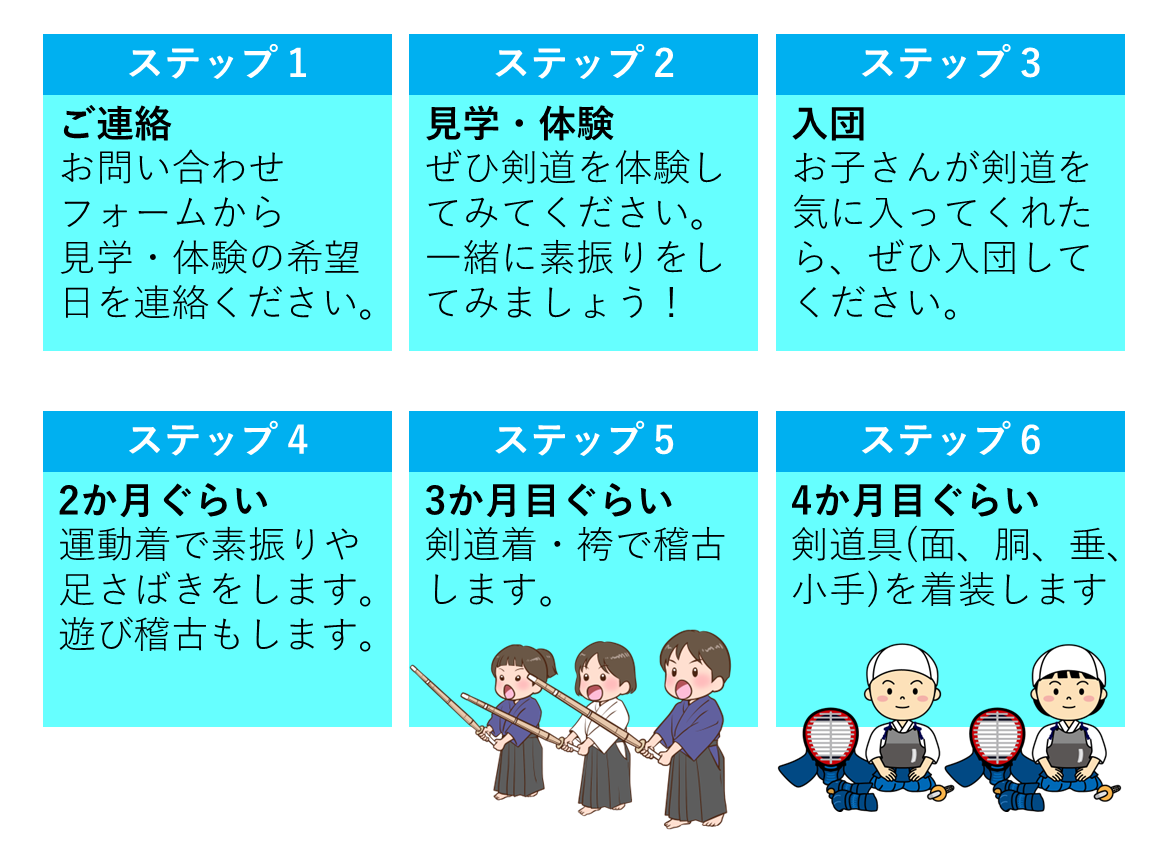 ステップ 1
ご連絡
お問い合わせ
フォームから
見学・体験の希望
日を連絡ください。
ステップ 2
見学・体験
ぜひ剣道を体験し
てみてください。
一緒に素振りをし
てみましょう！
ステップ 3
入団
お子さんが剣道を
気に入ってくれた
ら、ぜひ入団して
ください。
ステップ 4
2か月ぐらい
運動着で素振りや
足さばきをします。
遊び稽古もします。
ステップ 5
3か月目ぐらい
剣道着・袴で稽古
します。
ステップ 6
4か月目ぐらい
剣道具(面、胴、垂、
小手)を着装します